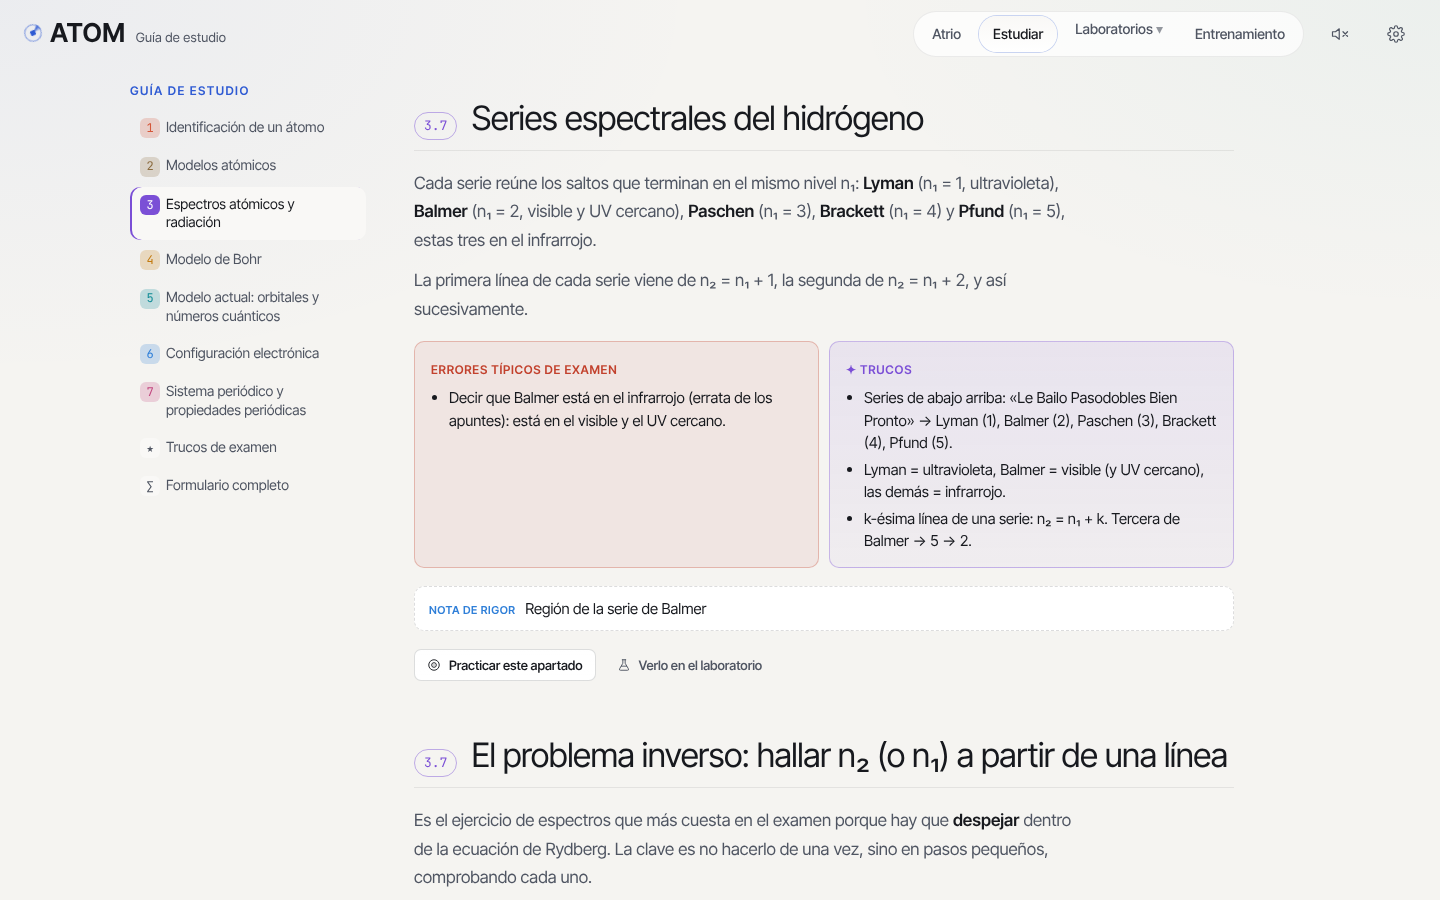 ATOM Guía de estudio
Atrio Estudiar Laboratorios ▾ Entrenamiento
GUÍA DE ESTUDIO
1 Identificación de un átomo
2 Modelos atómicos
3 Espectros atómicos y
radiación
4 Modelo de Bohr
5 Modelo actual: orbitales y
números cuánticos
6 Configuración electrónica
7 Sistema periódico y
propiedades periódicas
★ Trucos de examen
∑ Formulario completo
3.7 Series espectrales del hidrógeno
Cada serie reúne los saltos que terminan en el mismo nivel n₁: Lyman (n₁ = 1, ultravioleta),
Balmer (n₁ = 2, visible y UV cercano), Paschen (n₁ = 3), Brackett (n₁ = 4) y Pfund (n₁ = 5),
estas tres en el infrarrojo.
La primera línea de cada serie viene de n₂ = n₁ + 1, la segunda de n₂ = n₁ + 2, y así
sucesivamente.
ERRORES TÍPICOS DE EXAMEN
• Decir que Balmer está en el infrarrojo (errata de los
apuntes): está en el visible y el UV cercano.
✦ TRUCOS
• Series de abajo arriba: «Le Bailo Pasodobles Bien
Pronto» → Lyman (1), Balmer (2), Paschen (3), Brackett
(4), Pfund (5).
• Lyman = ultravioleta, Balmer = visible (y UV cercano),
las demás = infrarrojo.
• k-ésima línea de una serie: n₂ = n₁ + k. Tercera de
Balmer → 5 → 2.
NOTA DE RIGOR Región de la serie de Balmer
Practicar este apartado Verlo en el laboratorio
3.7 El problema inverso: hallar n₂ (o n₁) a partir de una línea
Es el ejercicio de espectros que más cuesta en el examen porque hay que despejar dentro
de la ecuación de Rydberg. La clave es no hacerlo de una vez, sino en pasos pequeños,
comprobando cada uno.